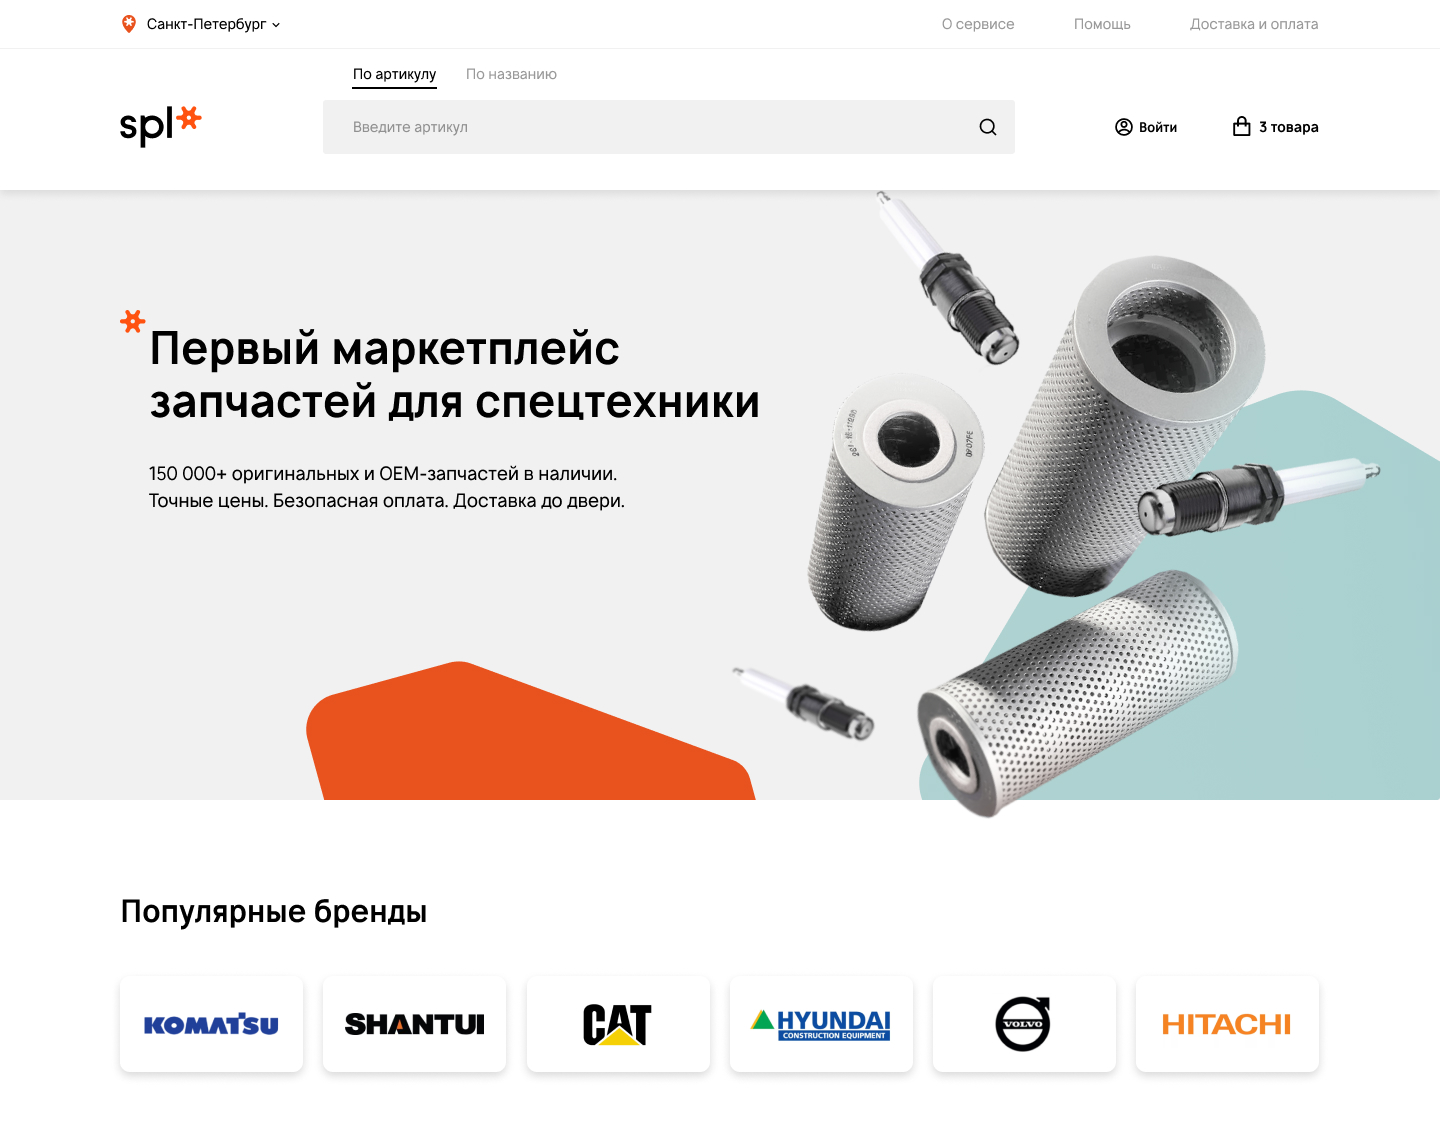 Санкт-Петербург
О сервисе
Помощь
Доставка и оплата
По артикулу
По названию
spl
Введите артикул
Войти
3 товара
Первый маркетплейс
запчастей для спецтехники
150 000+ оригинальных и OEM-запчастей в наличии.
Точные цены. Безопасная оплата. Доставка до двери.
Популярные бренды
KOMATSU
SHANTUI
CAT
HYUNDAI
CONSTRUCTION EQUIPMENT
VOLVO
HITACHI